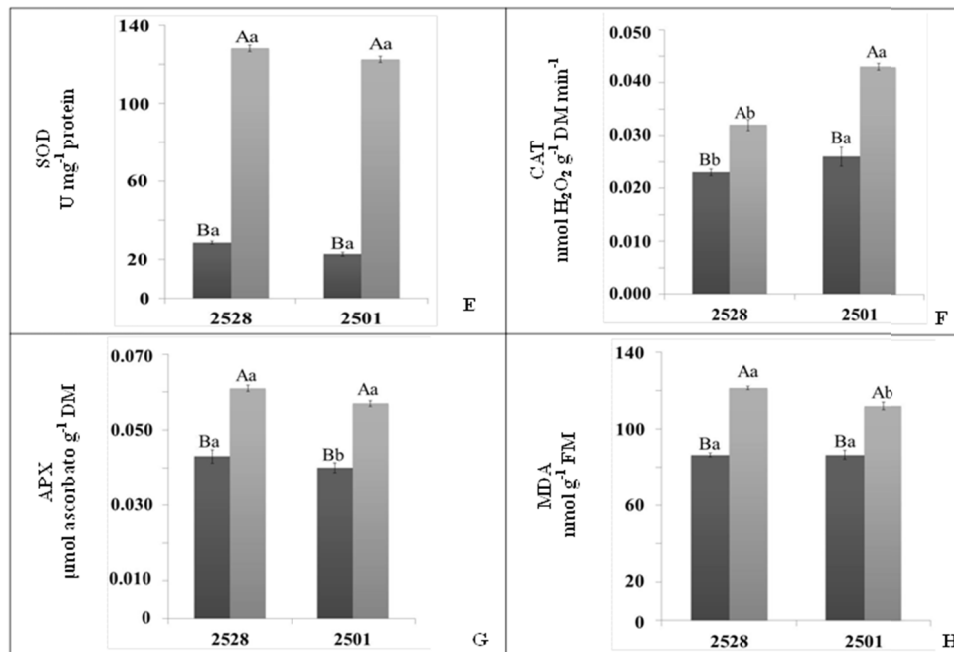 SOD
U mg⁻¹ protein
140
100
60
20
0
Aa
Aa
Ba
Ba
2528
2501
E
CAT
nmol H₂O₂ g⁻¹ DM min⁻¹
0.050
0.040
0.030
0.020
0.010
0.000
Aa
Ab
Ba
Bb
2528
2501
F
APX
µmol ascorbato g⁻¹ DM
0.070
0.050
0.030
0.010
0
Aa
Aa
Ba
Bb
2528
2501
G
MDA
nmol g⁻¹ FM
140
100
60
20
0
Aa
Ab
Ba
Ba
2528
2501
H